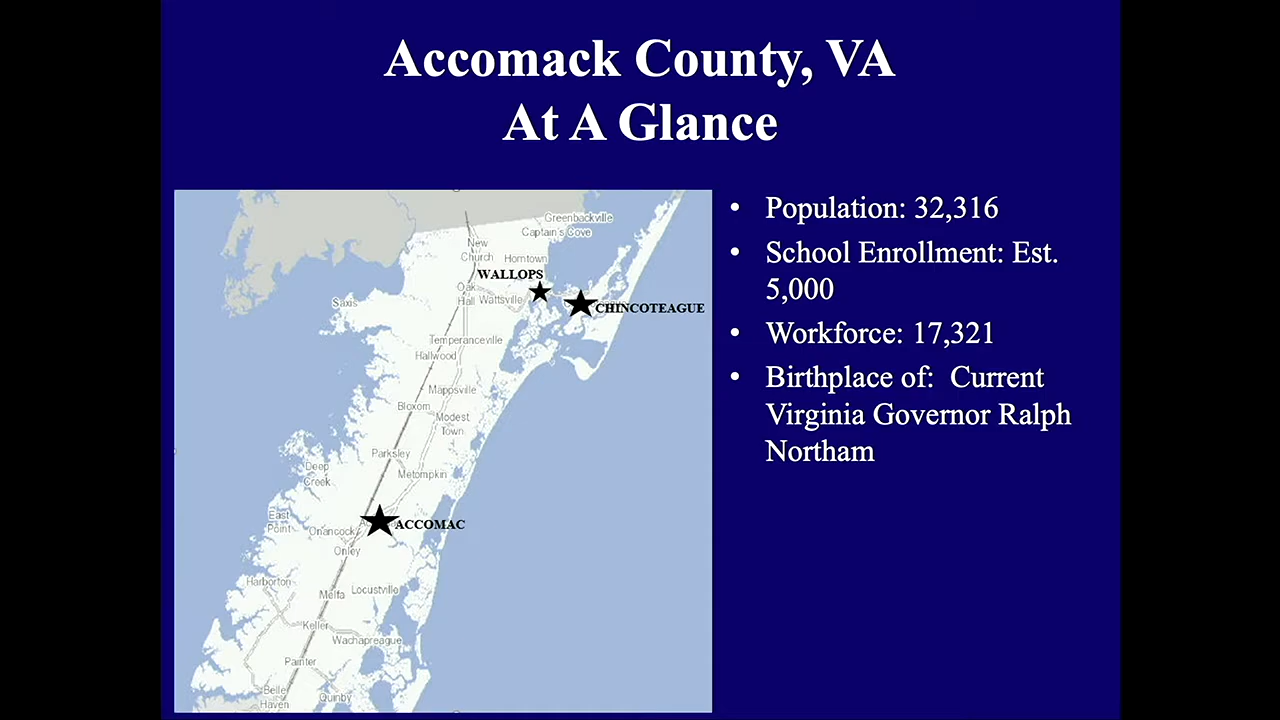 Accomack County, VA
At A Glance
• Population: 32,316
• School Enrollment: Est.
5,000
• Workforce: 17,321
• Birthplace of:  Current
Virginia Governor Ralph
Northam
Greenbackville
Captain's Cove
New
Church
Horntown
WALLOPS
Oak
Hall
Wattsville
CHINCOTEAGUE
Saxis
Temperanceville
Hallwood
Mappsville
Bloxom
Modest
Town
Parksley
Metompkin
Deep
Creek
East
Point
Onancock
ACCOMAC
Onley
Harborton
Melfa
Locustville
Keller
Wachapreague
Painter
Belle
Haven
Quinby